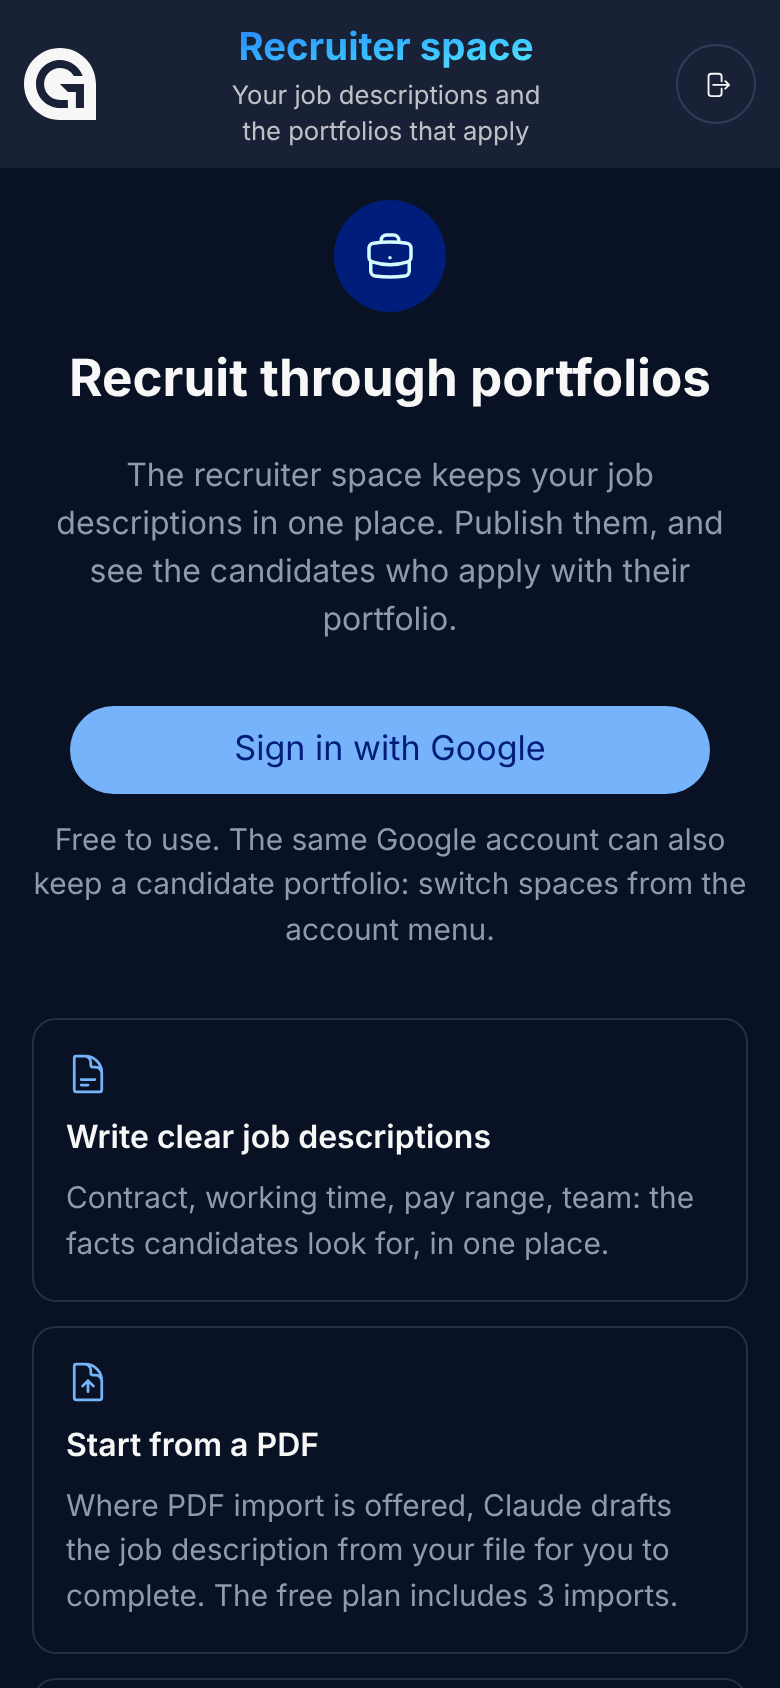 Recruiter space
Your job descriptions and
the portfolios that apply
Recruit through portfolios
The recruiter space keeps your job
descriptions in one place. Publish them, and
see the candidates who apply with their
portfolio.
Sign in with Google
Free to use. The same Google account can also
keep a candidate portfolio: switch spaces from the
account menu.
Write clear job descriptions
Contract, working time, pay range, team: the
facts candidates look for, in one place.
Start from a PDF
Where PDF import is offered, Claude drafts
the job description from your file for you to
complete. The free plan includes 3 imports.